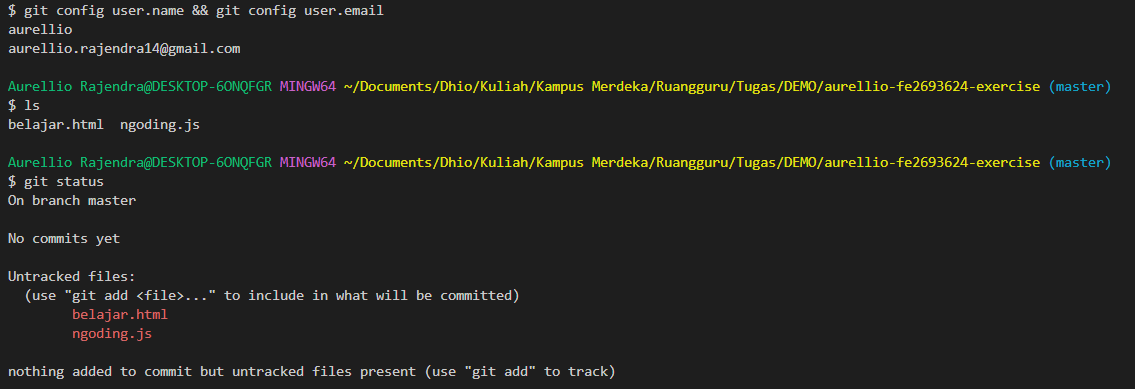 $ git config user.name && git config user.email
aurellio
aurellio.rajendra14@gmail.com
Aurellio Rajendra@DESKTOP-6ONQFGR MINGW64 ~/Documents/Dhio/Kuliah/Kampus Merdeka/Ruangguru/Tugas/DEMO/aurellio-fe2693624-exercise (master)
$ ls
belajar.html  ngoding.js
Aurellio Rajendra@DESKTOP-6ONQFGR MINGW64 ~/Documents/Dhio/Kuliah/Kampus Merdeka/Ruangguru/Tugas/DEMO/aurellio-fe2693624-exercise (master)
$ git status
On branch master
No commits yet
Untracked files:
  (use "git add <file>..." to include in what will be committed)
        belajar.html
        ngoding.js
nothing added to commit but untracked files present (use "git add" to track)